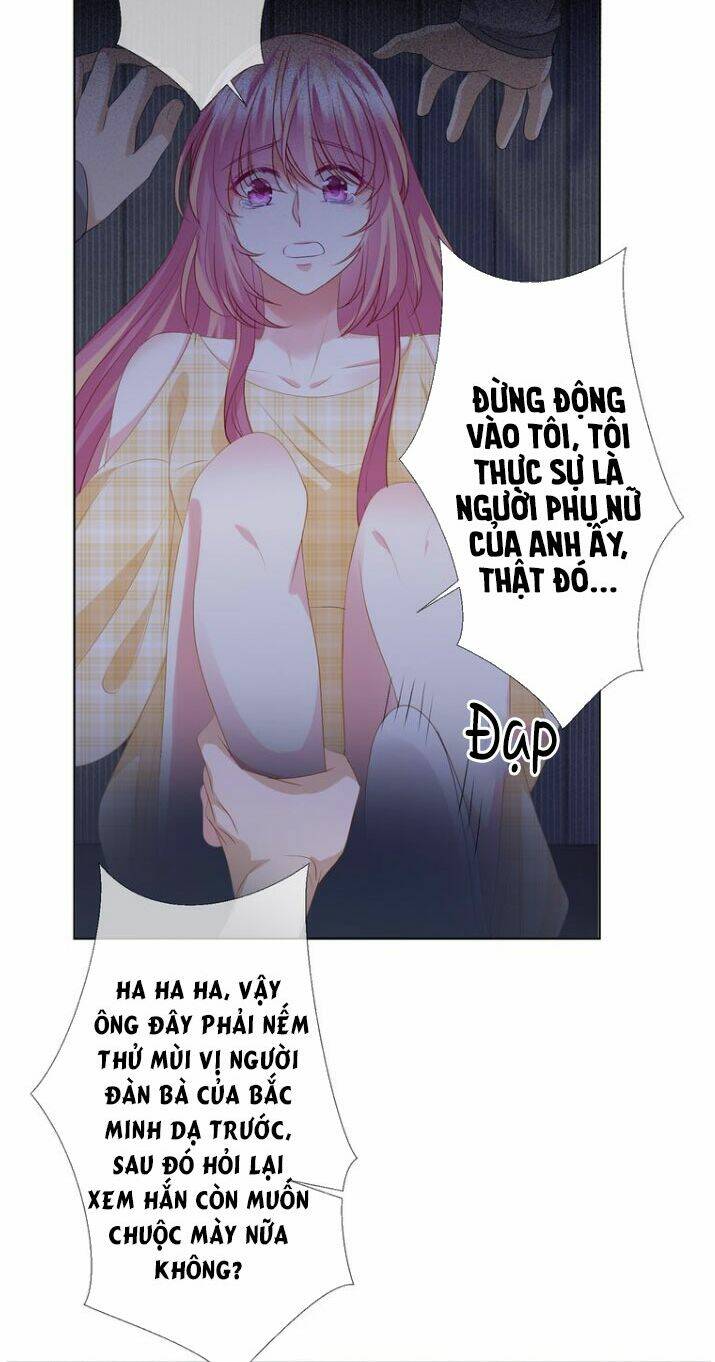 ĐỪNG ĐỘNG
VÀO TÔI, TÔI
THỰC SỰ LÀ
NGƯỜI PHỤ NỮ
CỦA ANH ẤY,
THẬT ĐÓ...
Đạp
HA HA HA, VẬY
ÔNG ĐÂY PHẢI NẾM
THỬ MÙI VỊ NGƯỜI
ĐÀN BÀ CỦA BẮC
MINH DẠ TRƯỚC,
SAU ĐÓ HỎI LẠI
XEM HẮN CÒN MUỐN
CHUỘC MÀY NỮA
KHÔNG?